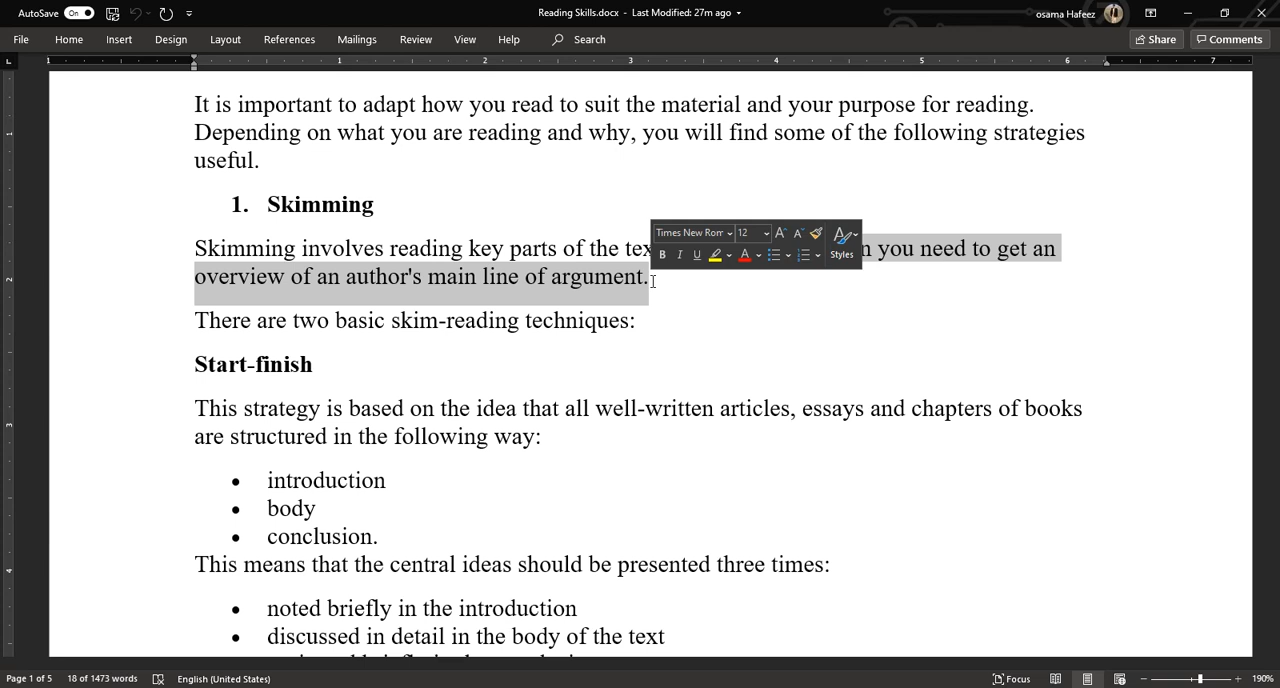 AutoSave On Reading Skills.docx - Last Modified: 27m ago osama Hafeez
File Home Insert Design Layout References Mailings Review View Help Search Share Comments
1 1 2 3 4 5 6 7
It is important to adapt how you read to suit the material and your purpose for reading.
Depending on what you are reading and why, you will find some of the following strategies
useful.
1. Skimming
Times New Rom 12 A A
Skimming involves reading key parts of the tex you need to get an
B I U A Styles
overview of an author's main line of argument.
There are two basic skim-reading techniques:
Start-finish
This strategy is based on the idea that all well-written articles, essays and chapters of books
are structured in the following way:
• introduction
• body
• conclusion.
This means that the central ideas should be presented three times:
• noted briefly in the introduction
• discussed in detail in the body of the text
Page 1 of 5 18 of 1473 words English (United States) Focus 190%